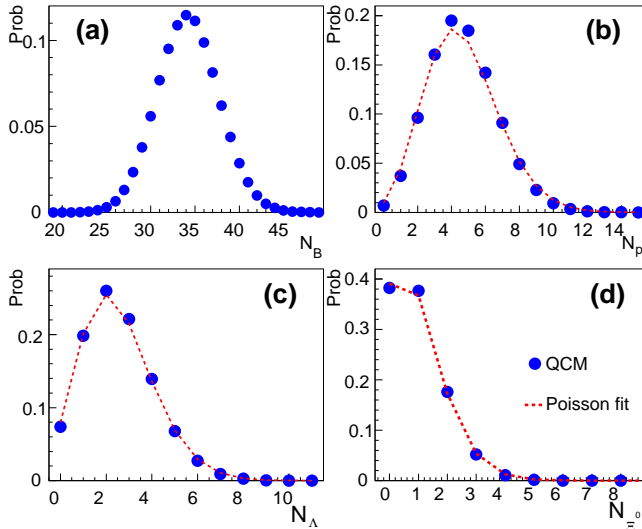 Prob
(a)
0.1
0.05
0
20 25 30 35 40 45
N_B
Prob
(b)
0.2
0.15
0.1
0.05
0
0 2 4 6 8 10 12 14
N_p
Prob
(c)
0.2
0.1
0
0 2 4 6 8 10
N_Λ
Prob
(d)
0.4
0.3
0.2
0.1
0
QCM
Poisson fit
0 1 2 3 4 5 6 7 8
N
0